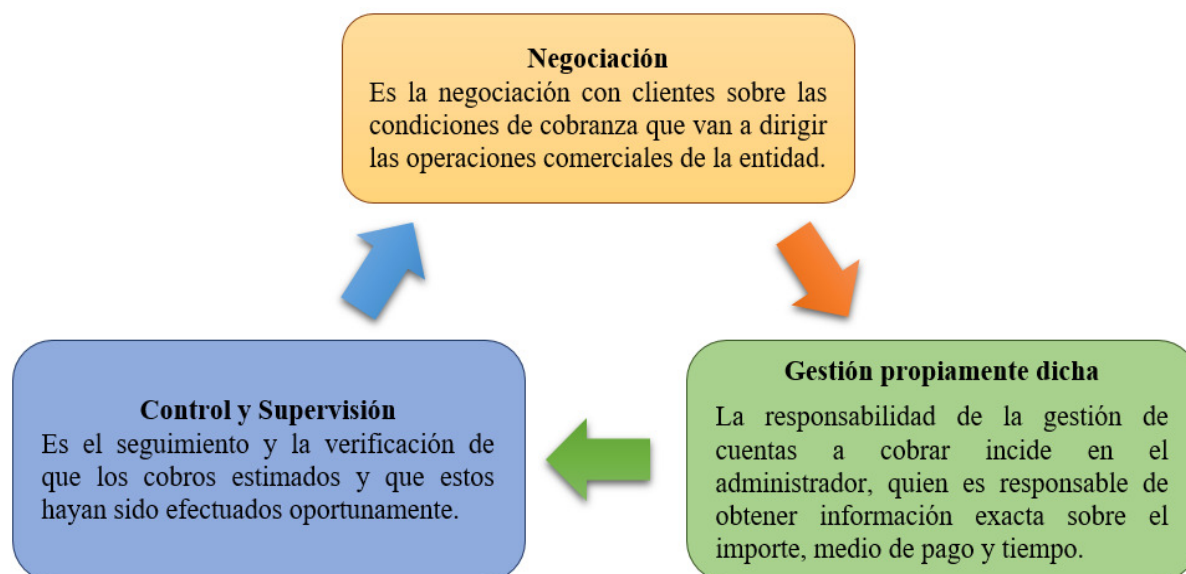 Negociación
Es la negociación con clientes sobre las
condiciones de cobranza que van a dirigir
las operaciones comerciales de la entidad.
Gestión propiamente dicha
La responsabilidad de la gestión de
cuentas a cobrar incide en el
administrador, quien es responsable de
obtener información exacta sobre el
importe, medio de pago y tiempo.
Control y Supervisión
Es el seguimiento y la verificación de
que los cobros estimados y que estos
hayan sido efectuados oportunamente.